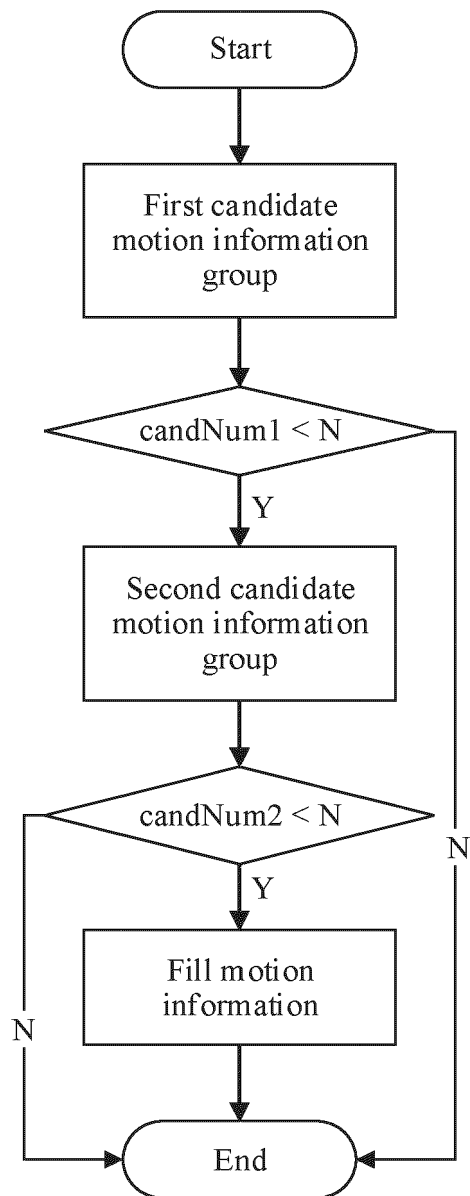 Start
First candidate
motion information
group
candNum1 < N
Y
Second candidate
motion information
group
candNum2 < N
N
Y
Fill motion
information
N
End